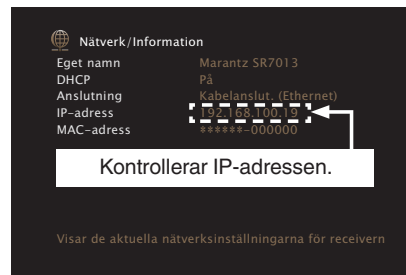 Nätverk/Information
Eget namn Marantz SR7013
DHCP På
Anslutning Kabelanslut. (Ethernet)
IP-adress 192.168.100.19
MAC-adress ******-000000
Kontrollerar IP-adressen.
Visar de aktuella nätverksinställningarna för receivern